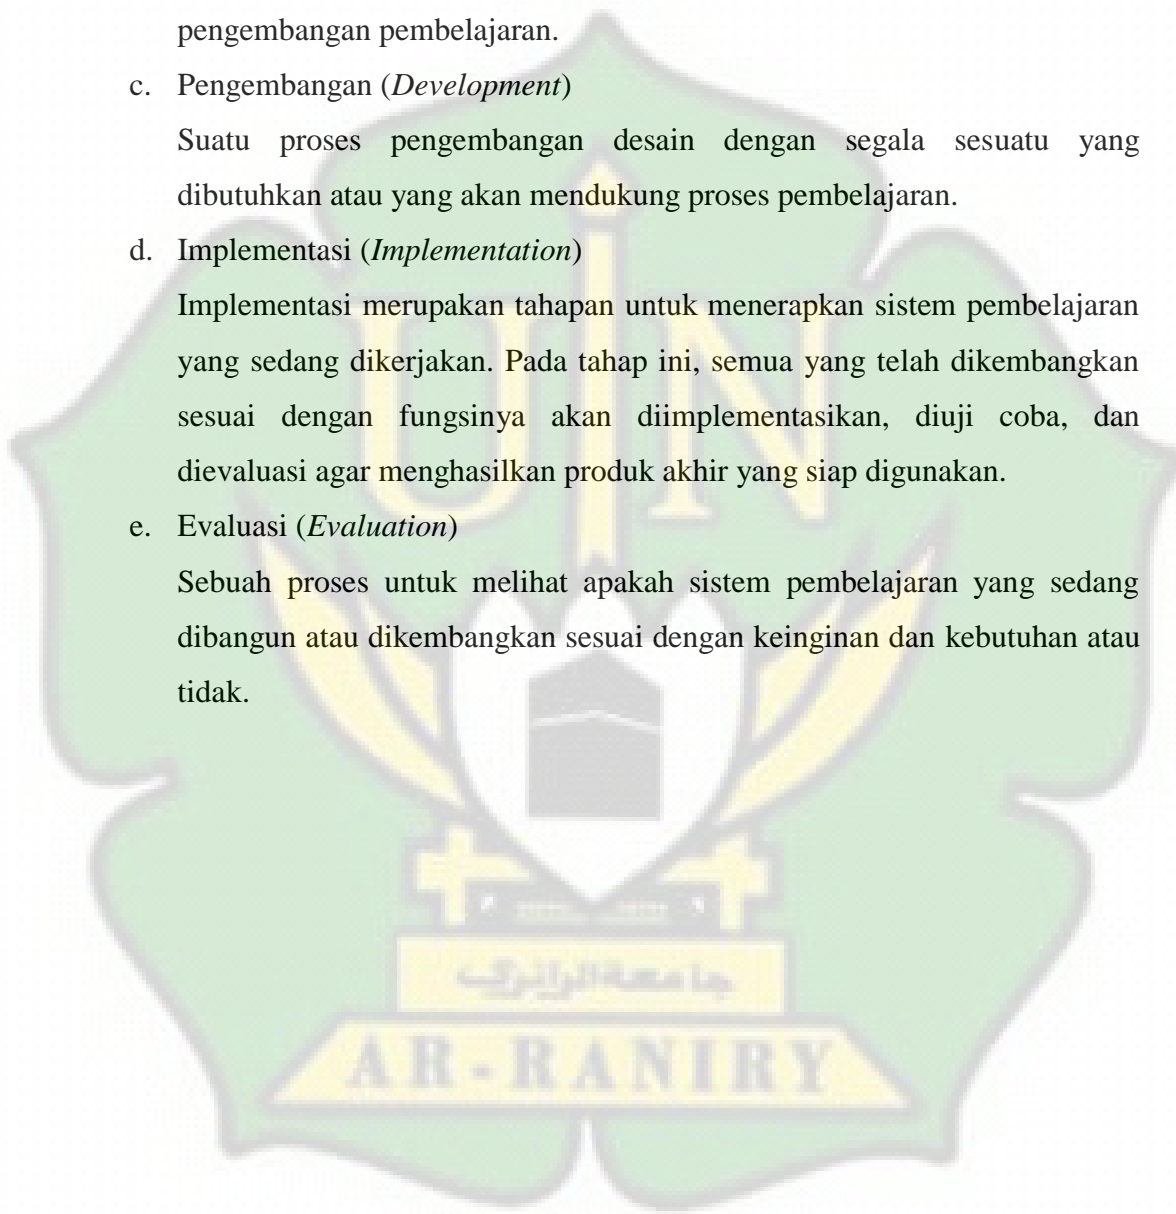 pengembangan pembelajaran.
c. Pengembangan (Development)
Suatu proses pengembangan desain dengan segala sesuatu yang
dibutuhkan atau yang akan mendukung proses pembelajaran.
d. Implementasi (Implementation)
Implementasi merupakan tahapan untuk menerapkan sistem pembelajaran
yang sedang dikerjakan. Pada tahap ini, semua yang telah dikembangkan
sesuai dengan fungsinya akan diimplementasikan, diuji coba, dan
dievaluasi agar menghasilkan produk akhir yang siap digunakan.
e. Evaluasi (Evaluation)
Sebuah proses untuk melihat apakah sistem pembelajaran yang sedang
dibangun atau dikembangkan sesuai dengan keinginan dan kebutuhan atau
tidak.
UIN
جامعة الرانري
AR-RANIRY